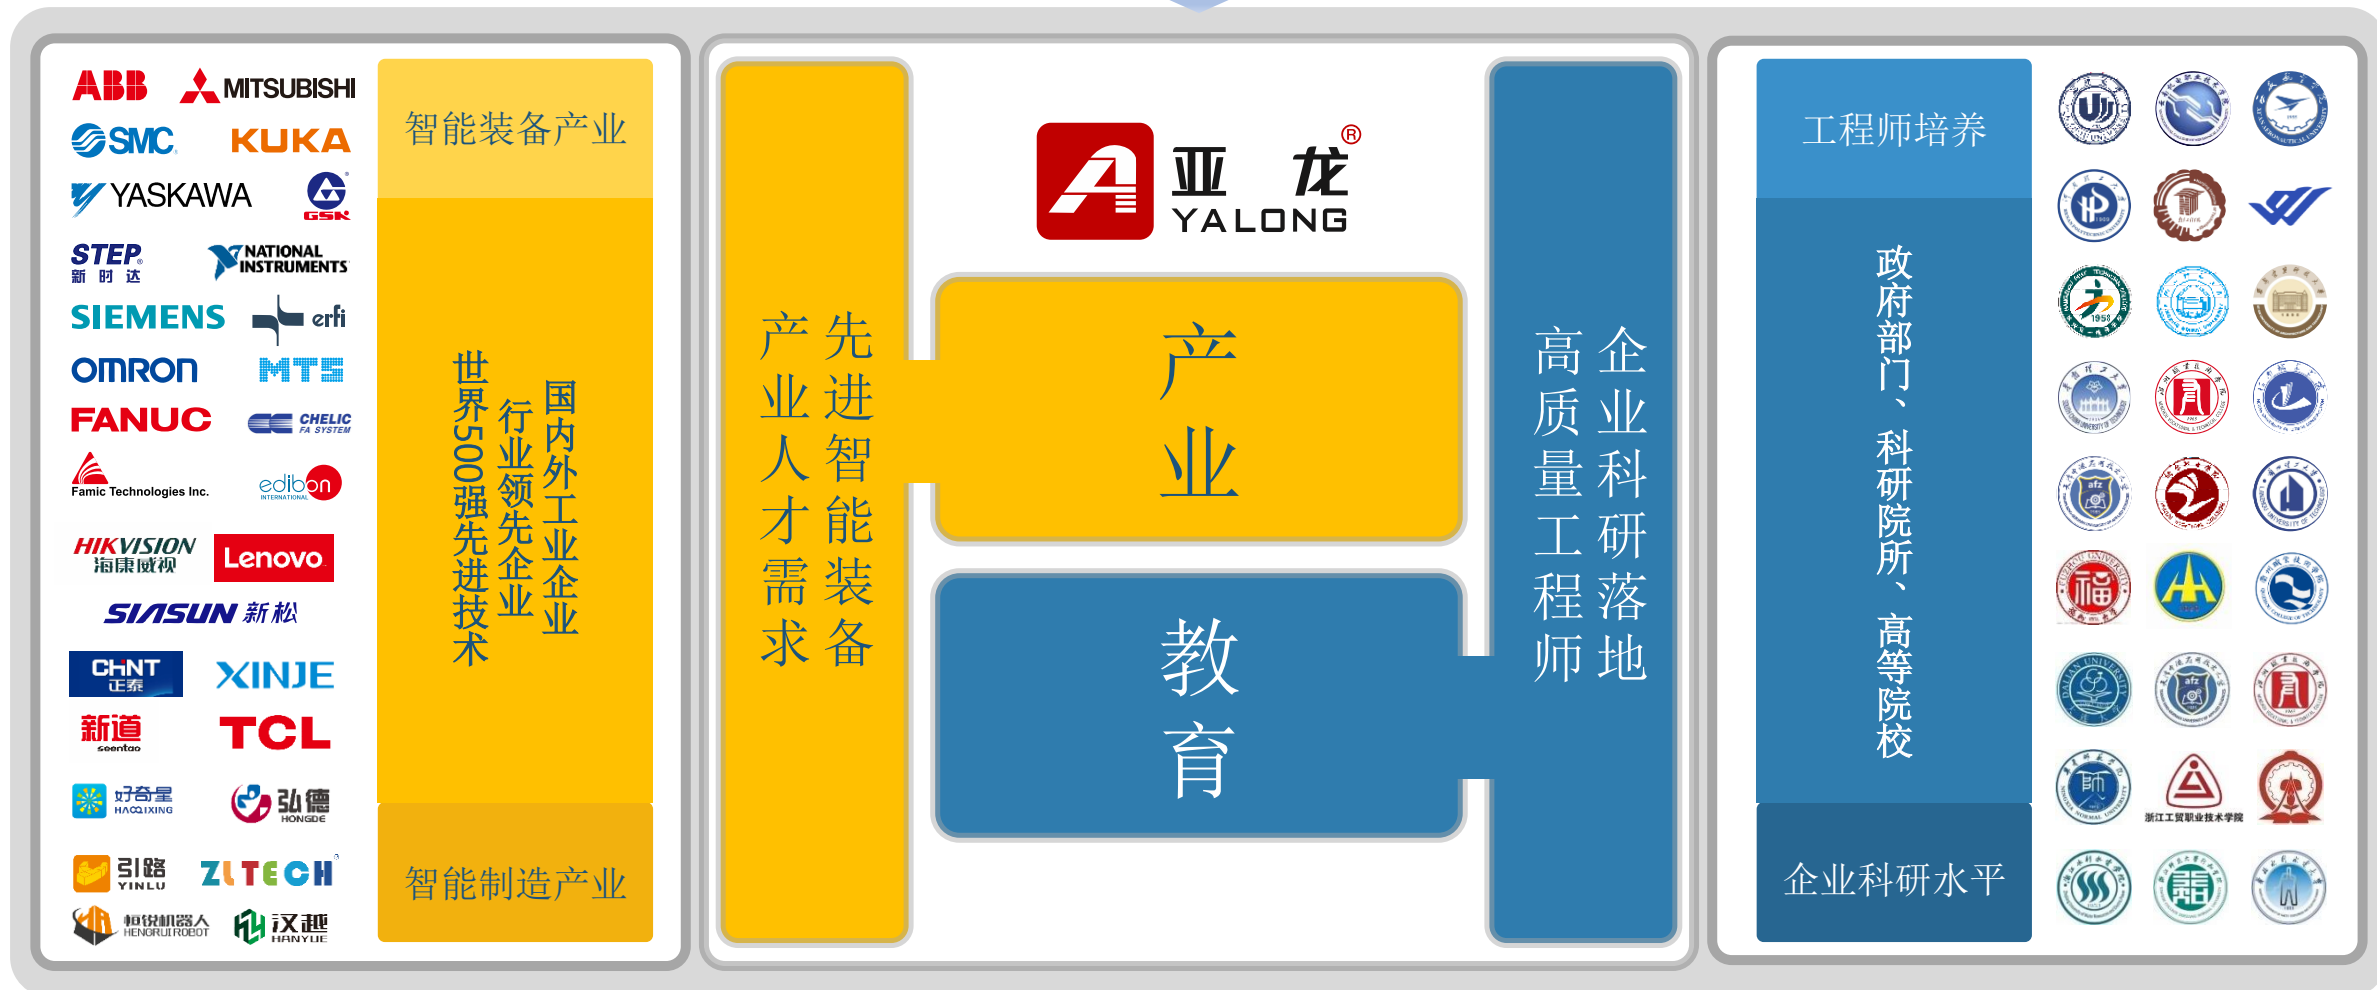 ABB
MITSUBISHI
SMC
KUKA
YASKAWA
GSK
STEP
新时达
NATIONAL
INSTRUMENTS
SIEMENS
erfi
OMRON
MTS
FANUC
CHELIC
FA SYSTEM
Famic Technologies Inc.
edibon
INTERNATIONAL
HIKVISION
海康威视
Lenovo
SIASUN 新松
CHNT
正泰
XINJE
新道
seentao
TCL
好奇星
HAOQIXING
弘德
HONGDE
引路
YINLU
ZLTECH
恒锐机器人
HENGRUI ROBOT
汉越
HANYUE
智能装备产业
国内外工业企业
行业领先企业
世界500强先进技术
智能制造产业
先进智能装备
产业人才需求
亚龙®
YALONG
产业
教育
企业科研落地
高质量工程师
工程师培养
政府部门、科研院所、高等院校
企业科研水平
1958
afz
福
afz
师
浙江工贸职业技术学院